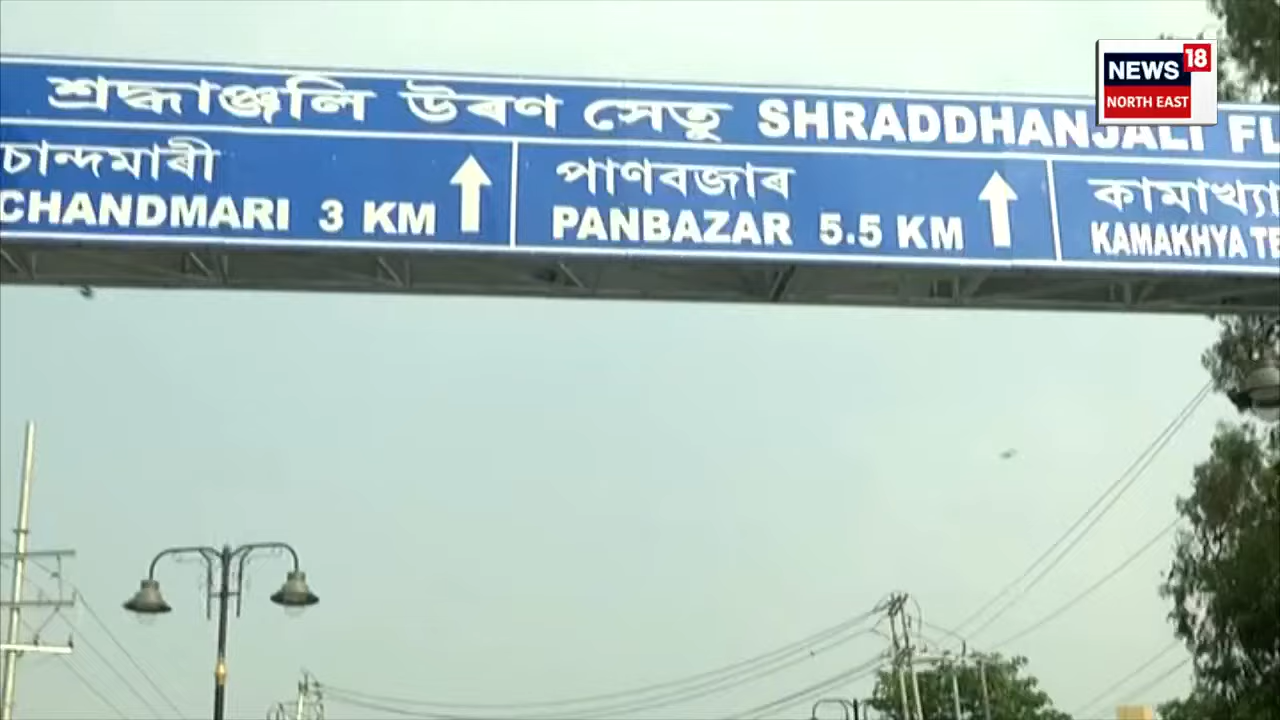 শ্ৰদ্ধাঞ্জলি উৰণ সেতু SHRADDHANJALI FL
চান্দমাৰী
CHANDMARI 3 KM
পাণবজাৰ
PANBAZAR 5.5 KM
কামাখ্যা
KAMAKHYA TE
NEWS 18
NORTH EAST